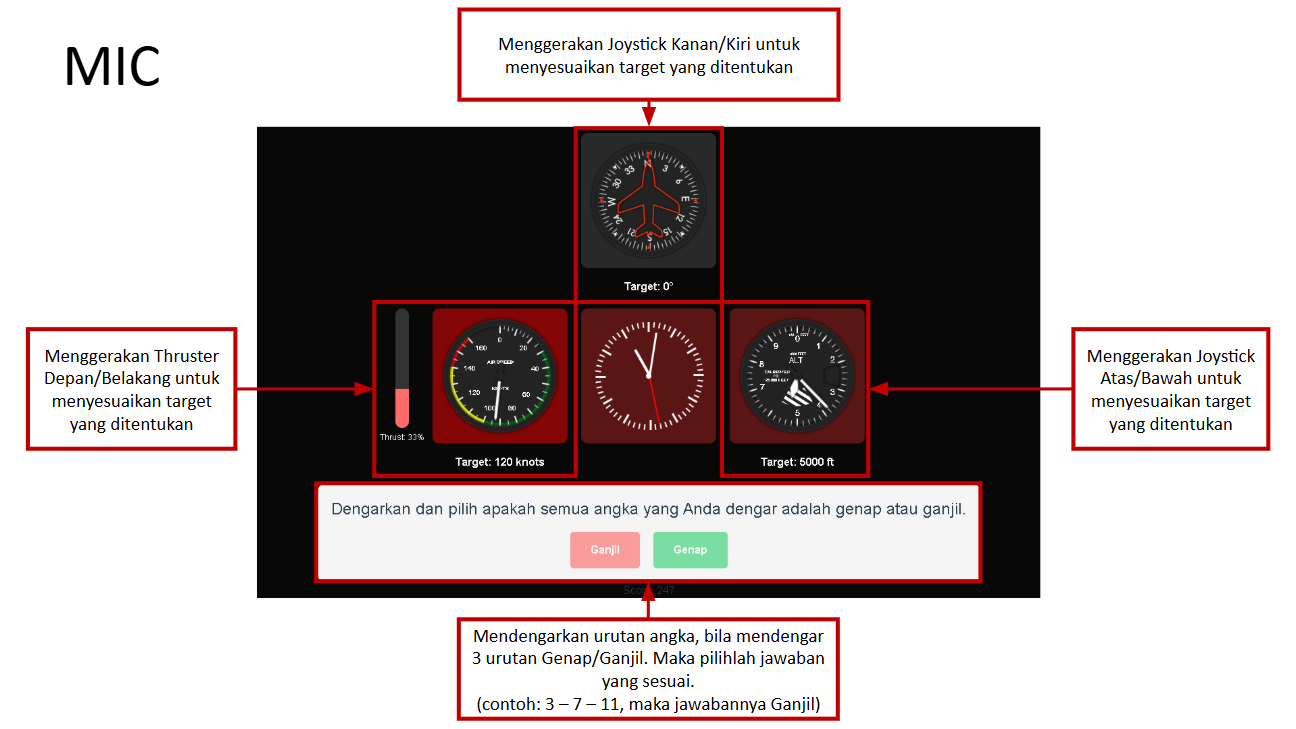 MIC
Menggerakan Joystick Kanan/Kiri untuk
menyesuaikan target yang ditentukan
N 3 6 E 12 15 S 21 24 W 30 33
Target: 0°
Menggerakan Thruster
Depan/Belakang untuk
menyesuaikan target
yang ditentukan
Thrust: 33%
0 20 40 60 80 100 120 140 160
AIR SPEED
KNOTS
Target: 120 knots
0 1 2 3 4 5 7 8 9
ALT
Target: 5000 ft
Menggerakan Joystick
Atas/Bawah untuk
menyesuaikan target
yang ditentukan
Dengarkan dan pilih apakah semua angka yang Anda dengar adalah genap atau ganjil.
Ganjil Genap
247
Mendengarkan urutan angka, bila mendengar
3 urutan Genap/Ganjil. Maka pilihlah jawaban
yang sesuai.
(contoh: 3 – 7 – 11, maka jawabannya Ganjil)